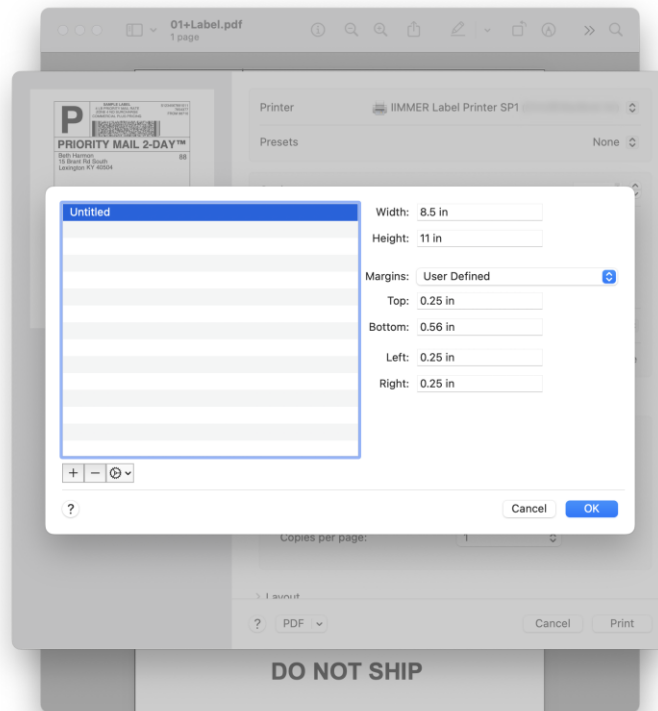 01+Label.pdf
1 page
P
SAMPLE LABEL
PRIORITY MAIL 2-DAY™
Beth Harmon
15 Brent Rd South
Lexington KY 40504
88
Printer
IIMMER Label Printer SP1
Presets
None
Untitled
Width: 8.5 in
Height: 11 in
Margins: User Defined
Top: 0.25 in
Bottom: 0.56 in
Left: 0.25 in
Right: 0.25 in
+ −
?
Cancel
OK
Copies per page:
1
> Layout
?
PDF
Cancel
Print
DO NOT SHIP